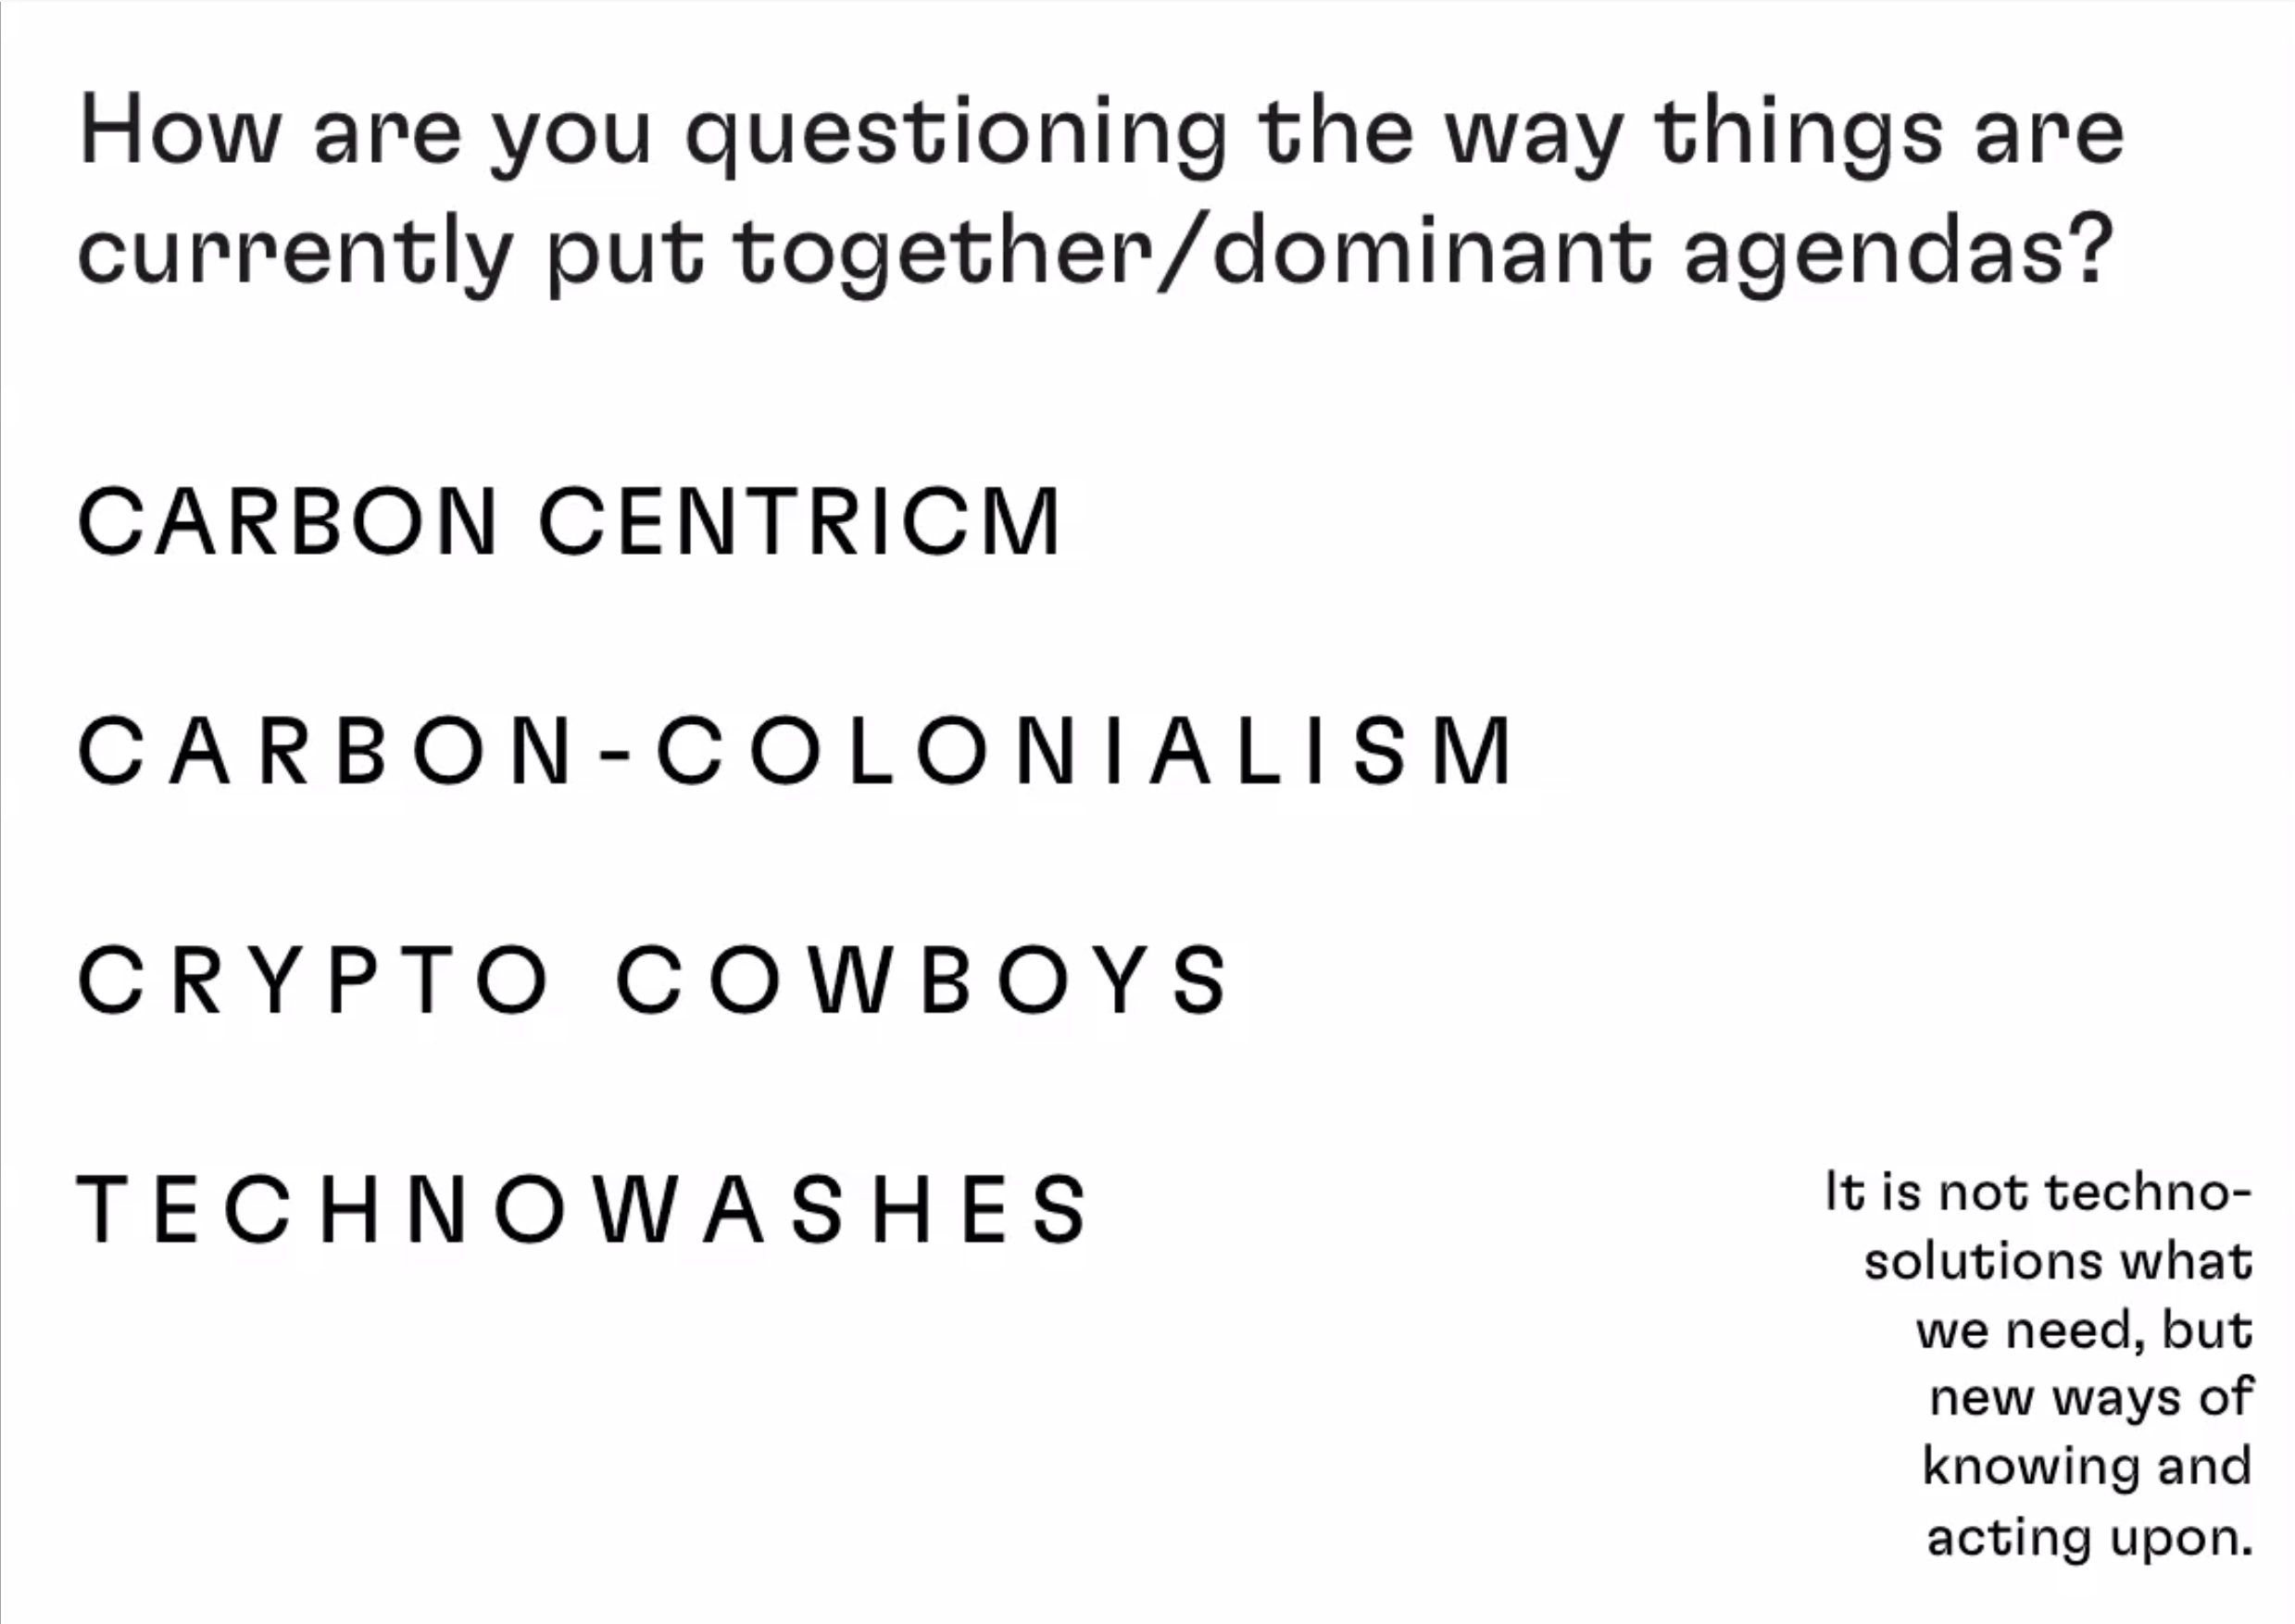 How are you questioning the way things are
currently put together/dominant agendas?
CARBON CENTRICM
CARBON-COLONIALISM
CRYPTO COWBOYS
TECHNOWASHES
It is not techno-
solutions what
we need, but
new ways of
knowing and
acting upon.